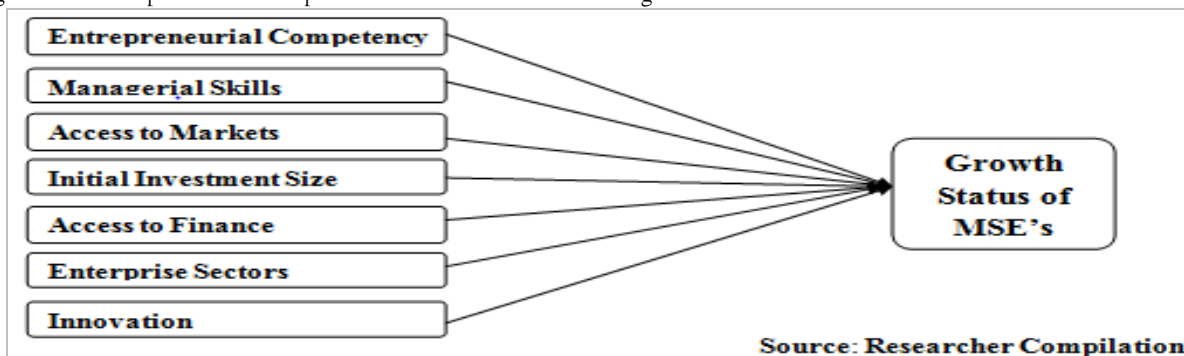 Entrepreneurial Competency
Managerial Skills
Access to Markets
Initial Investment Size
Access to Finance
Enterprise Sectors
Innovation
Growth
Status of
MSE's
Source: Researcher Compilation